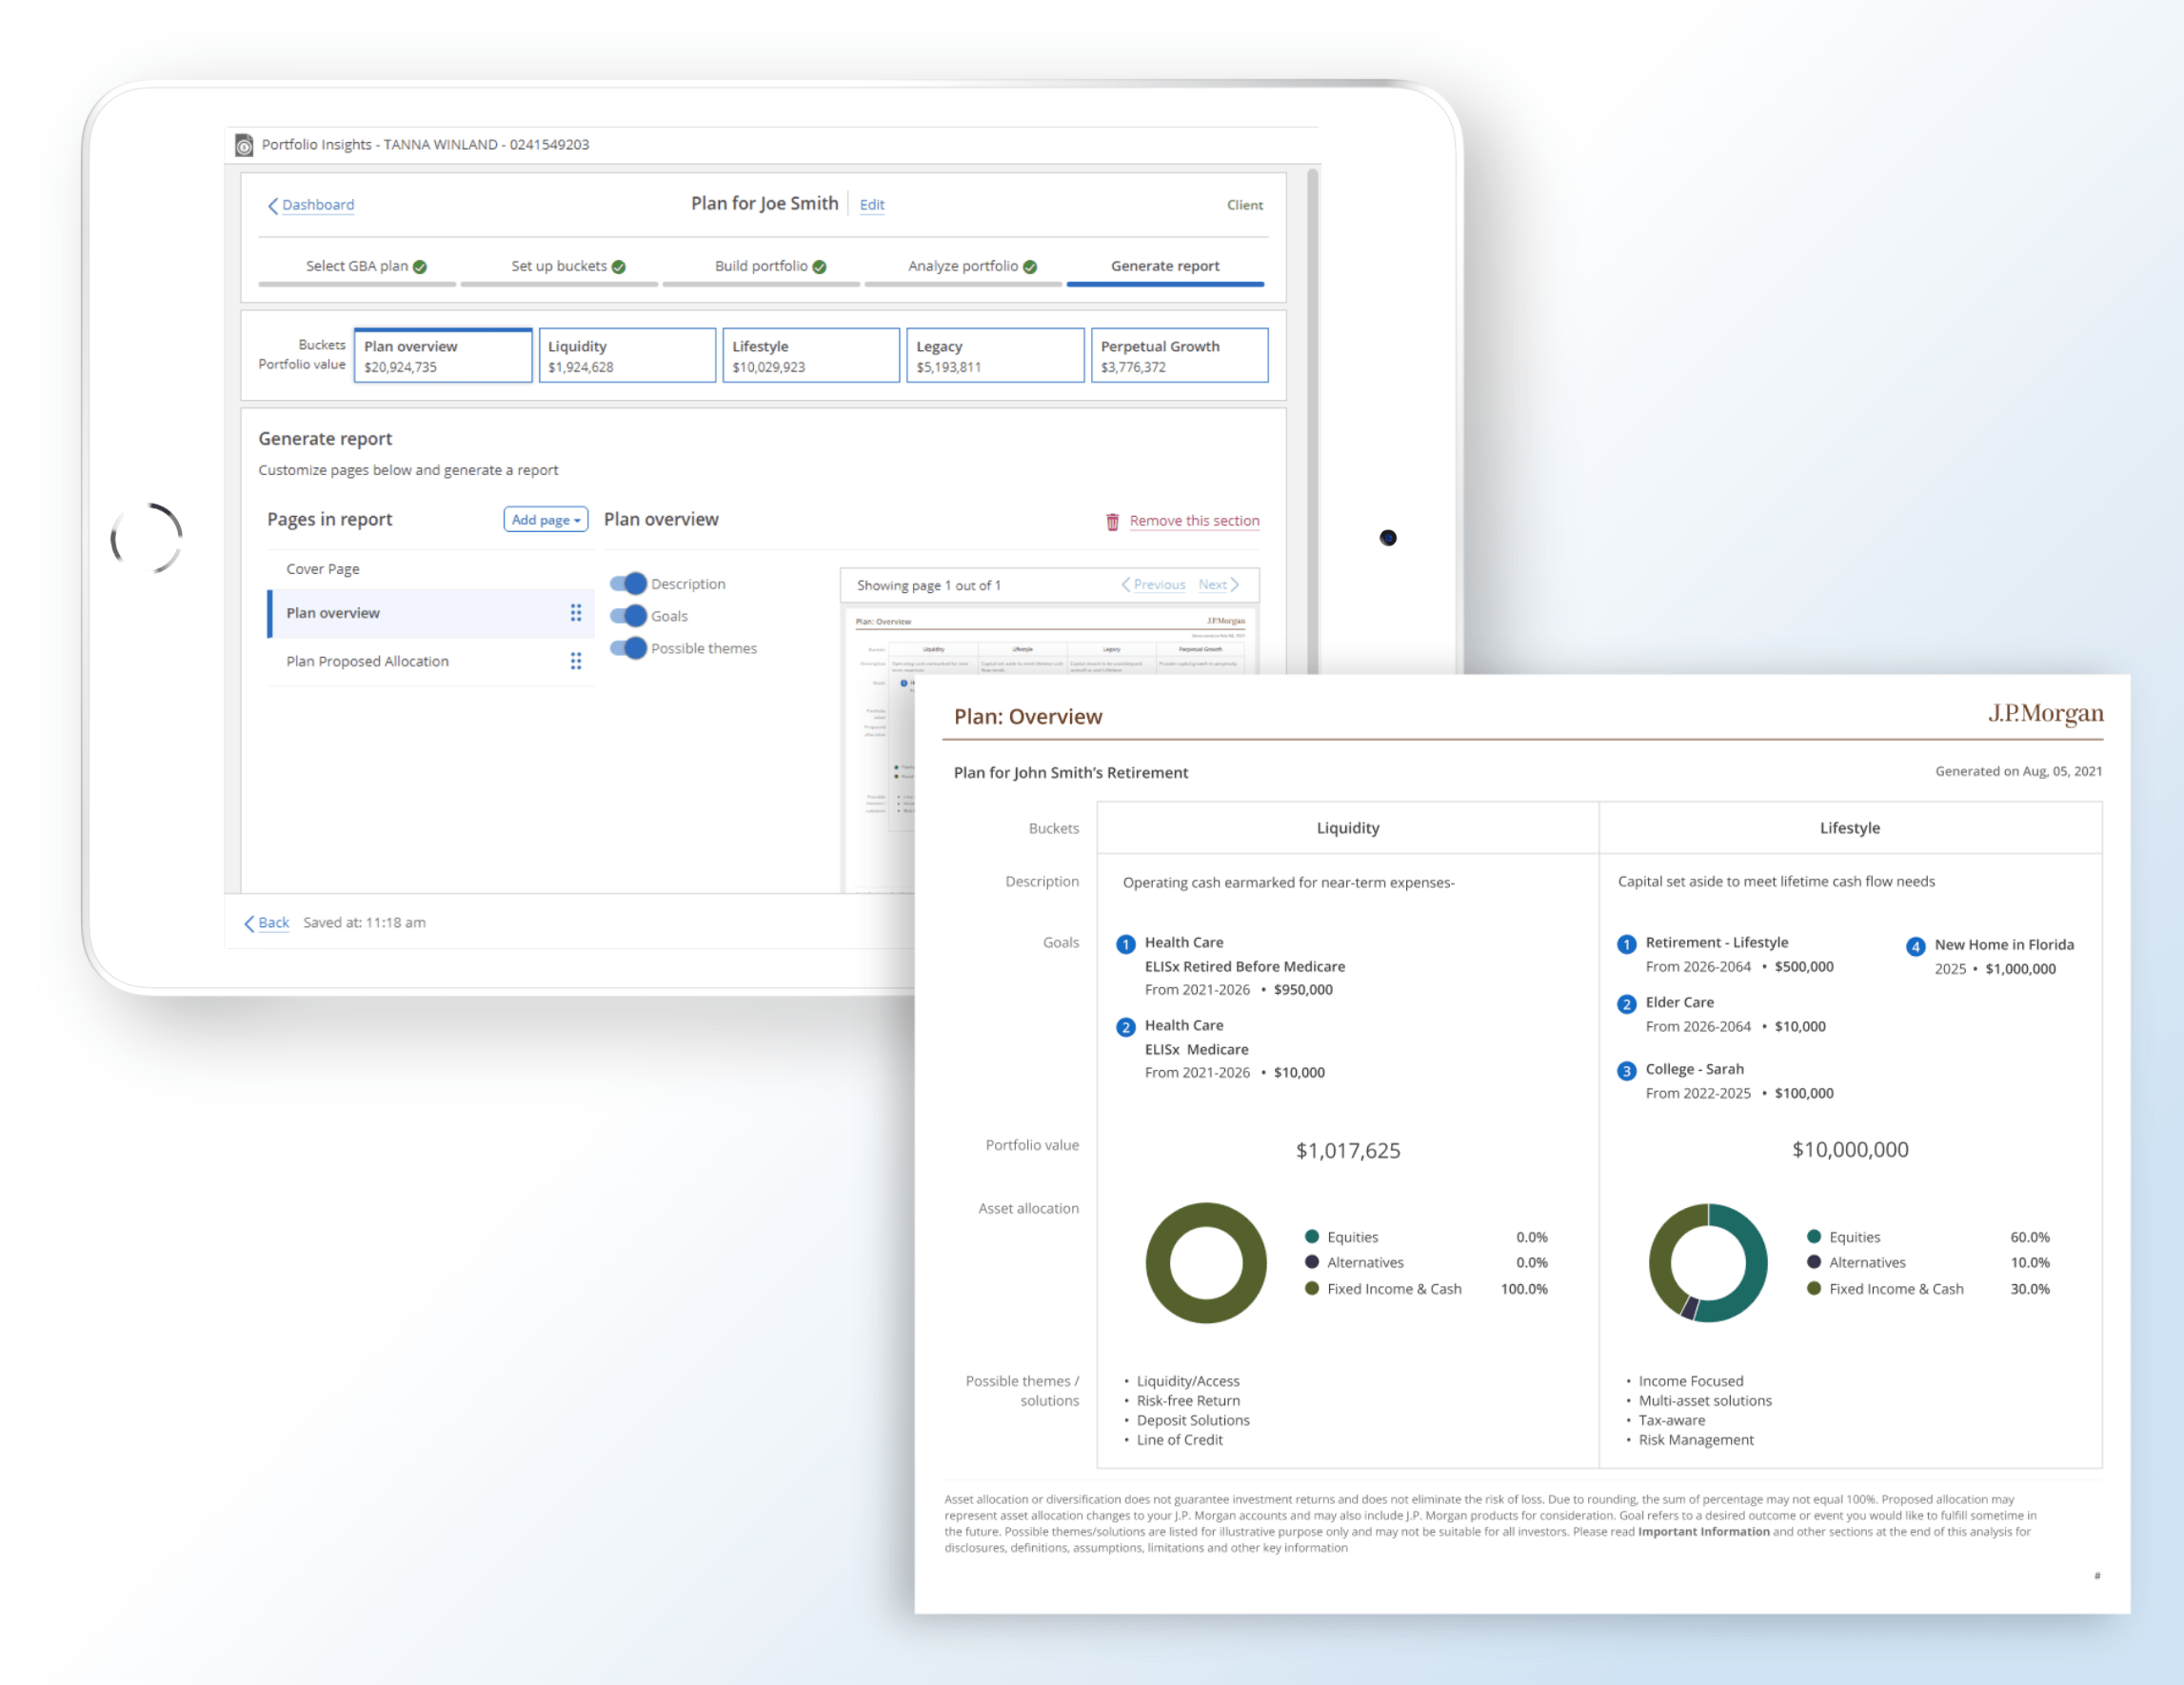 Portfolio Insights - TANNA WINLAND - 0241549203
Dashboard
Plan for Joe Smith
Edit
Client
Select GBA plan
Set up buckets
Build portfolio
Analyze portfolio
Generate report
Buckets
Portfolio value
Plan overview
$20,924,735
Liquidity
$1,924,628
Lifestyle
$10,029,923
Legacy
$5,193,811
Perpetual Growth
$3,776,372
Generate report
Customize pages below and generate a report
Pages in report
Add page
Cover Page
Plan overview
Plan Proposed Allocation
Plan overview
Remove this section
Description
Goals
Possible themes
Showing page 1 out of 1
Previous
Next
Plan: Overview
J.P.Morgan
Buckets
Liquidity
Lifestyle
Legacy
Perpetual Growth
Back
Saved at: 11:18 am
Plan: Overview
J.P.Morgan
Plan for John Smith's Retirement
Generated on Aug, 05, 2021
Buckets
Liquidity
Lifestyle
Description
Operating cash earmarked for near-term expenses-
Capital set aside to meet lifetime cash flow needs
Goals
1 Health Care
ELISx Retired Before Medicare
From 2021-2026 • $950,000
2 Health Care
ELISx Medicare
From 2021-2026 • $10,000
1 Retirement - Lifestyle
From 2026-2064 • $500,000
2 Elder Care
From 2026-2064 • $10,000
3 College - Sarah
From 2022-2025 • $100,000
4 New Home in Florida
2025 • $1,000,000
Portfolio value
$1,017,625
$10,000,000
Asset allocation
Equities 0.0%
Alternatives 0.0%
Fixed Income & Cash 100.0%
Equities 60.0%
Alternatives 10.0%
Fixed Income & Cash 30.0%
Possible themes /
solutions
• Liquidity/Access
• Risk-free Return
• Deposit Solutions
• Line of Credit
• Income Focused
• Multi-asset solutions
• Tax-aware
• Risk Management
Asset allocation or diversification does not guarantee investment returns and does not eliminate the risk of loss. Due to rounding, the sum of percentage may not equal 100%. Proposed allocation may
represent asset allocation changes to your J.P. Morgan accounts and may also include J.P. Morgan products for consideration. Goal refers to a desired outcome or event you would like to fulfill sometime in
the future. Possible themes/solutions are listed for illustrative purpose only and may not be suitable for all investors. Please read Important Information and other sections at the end of this analysis for
disclosures, definitions, assumptions, limitations and other key information
#